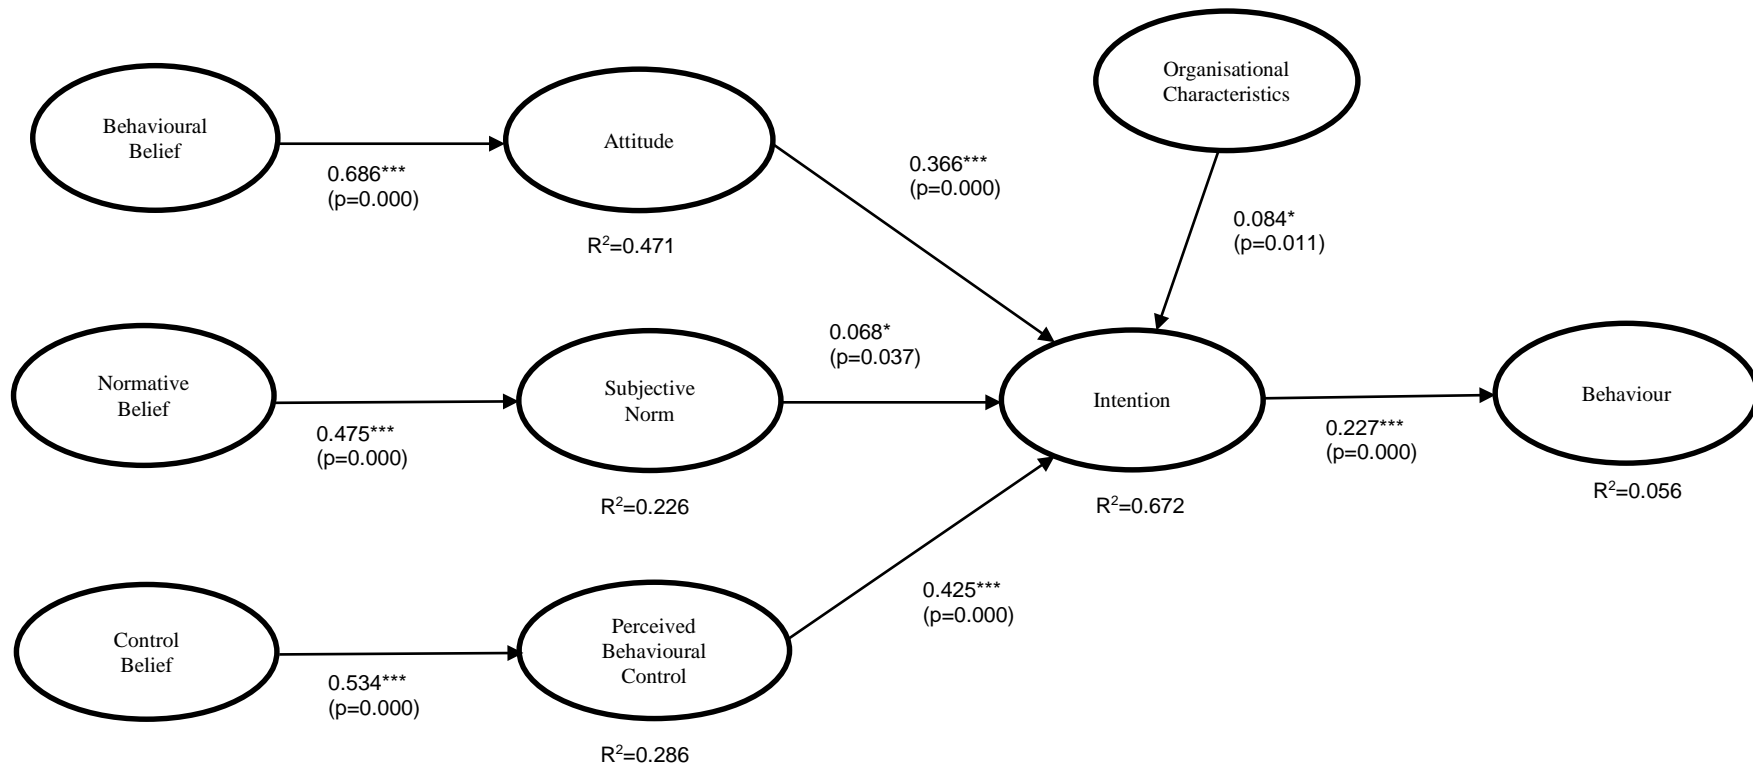 Organisational
Characteristics
Behavioural
Belief
Attitude
0.686***
(p=0.000)
0.366***
(p=0.000)
0.084*
(p=0.011)
R²=0.471
Normative
Belief
Subjective
Norm
0.068*
(p=0.037)
Intention
Behaviour
0.475***
(p=0.000)
0.227***
(p=0.000)
R²=0.226
R²=0.672
R²=0.056
Control
Belief
Perceived
Behavioural
Control
0.425***
(p=0.000)
0.534***
(p=0.000)
R²=0.286